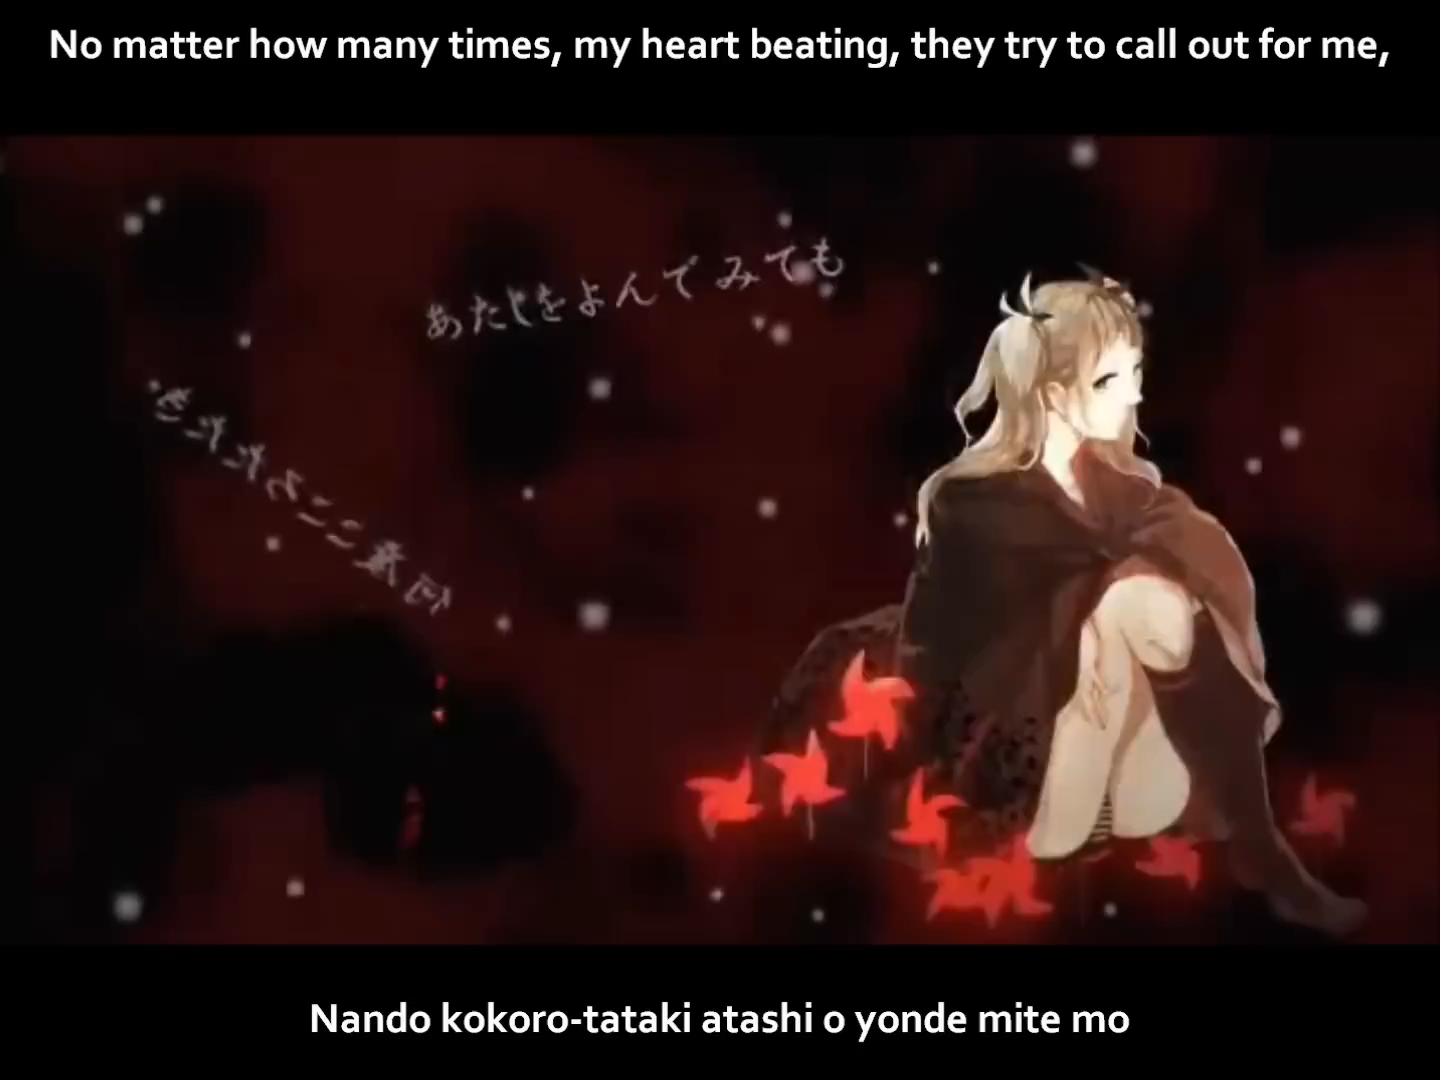 No matter how many times, my heart beating, they try to call out for me,
何度こころたたき
あたしをよんでみても
Nando kokoro-tataki atashi o yonde mite mo